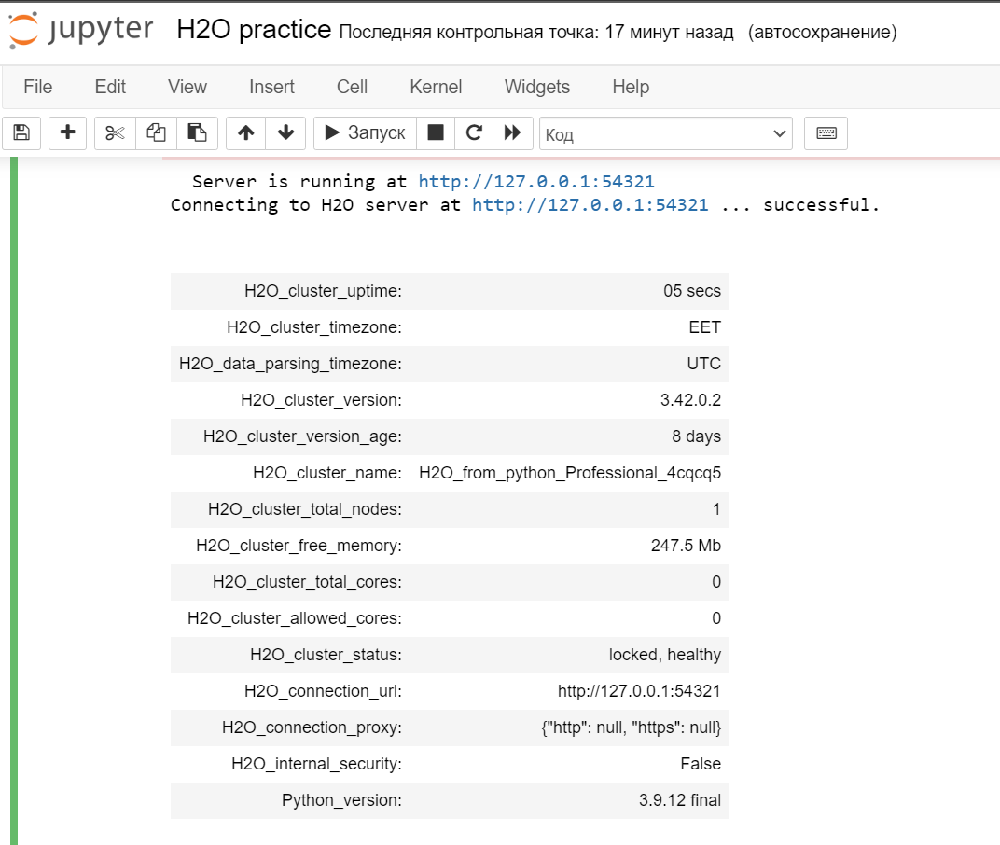 jupyter H2O practice Последняя контрольная точка: 17 минут назад (автосохранение)
File Edit View Insert Cell Kernel Widgets Help
Запуск Код
Server is running at http://127.0.0.1:54321
Connecting to H2O server at http://127.0.0.1:54321 ... successful.
H2O_cluster_uptime: 05 secs
H2O_cluster_timezone: EET
H2O_data_parsing_timezone: UTC
H2O_cluster_version: 3.42.0.2
H2O_cluster_version_age: 8 days
H2O_cluster_name: H2O_from_python_Professional_4cqcq5
H2O_cluster_total_nodes: 1
H2O_cluster_free_memory: 247.5 Mb
H2O_cluster_total_cores: 0
H2O_cluster_allowed_cores: 0
H2O_cluster_status: locked, healthy
H2O_connection_url: http://127.0.0.1:54321
H2O_connection_proxy: {"http": null, "https": null}
H2O_internal_security: False
Python_version: 3.9.12 final